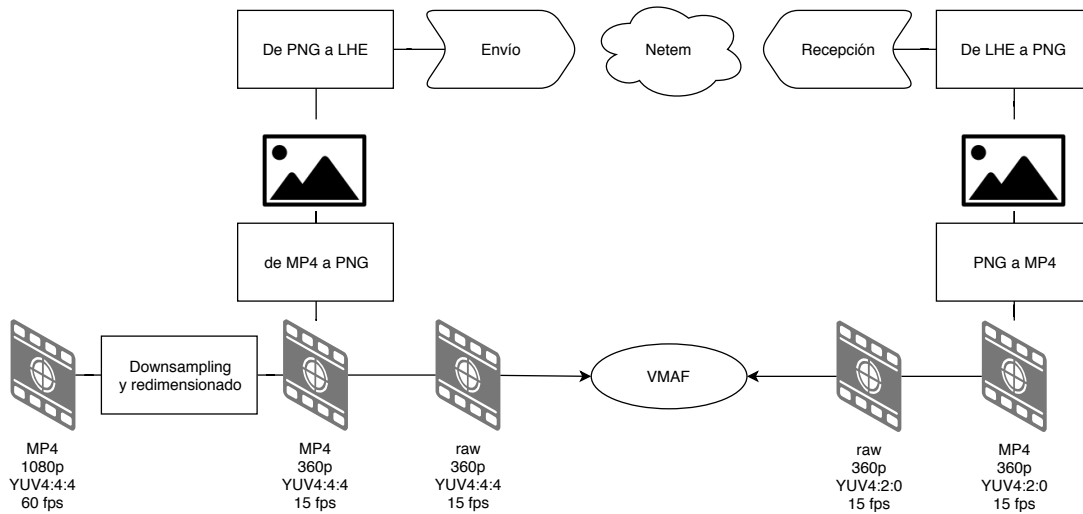 De PNG a LHE
Envío
Netem
Recepción
De LHE a PNG
de MP4 a PNG
PNG a MP4
Downsampling
y redimensionado
VMAF
MP4
1080p
YUV4:4:4
60 fps
MP4
360p
YUV4:4:4
15 fps
raw
360p
YUV4:4:4
15 fps
raw
360p
YUV4:2:0
15 fps
MP4
360p
YUV4:2:0
15 fps